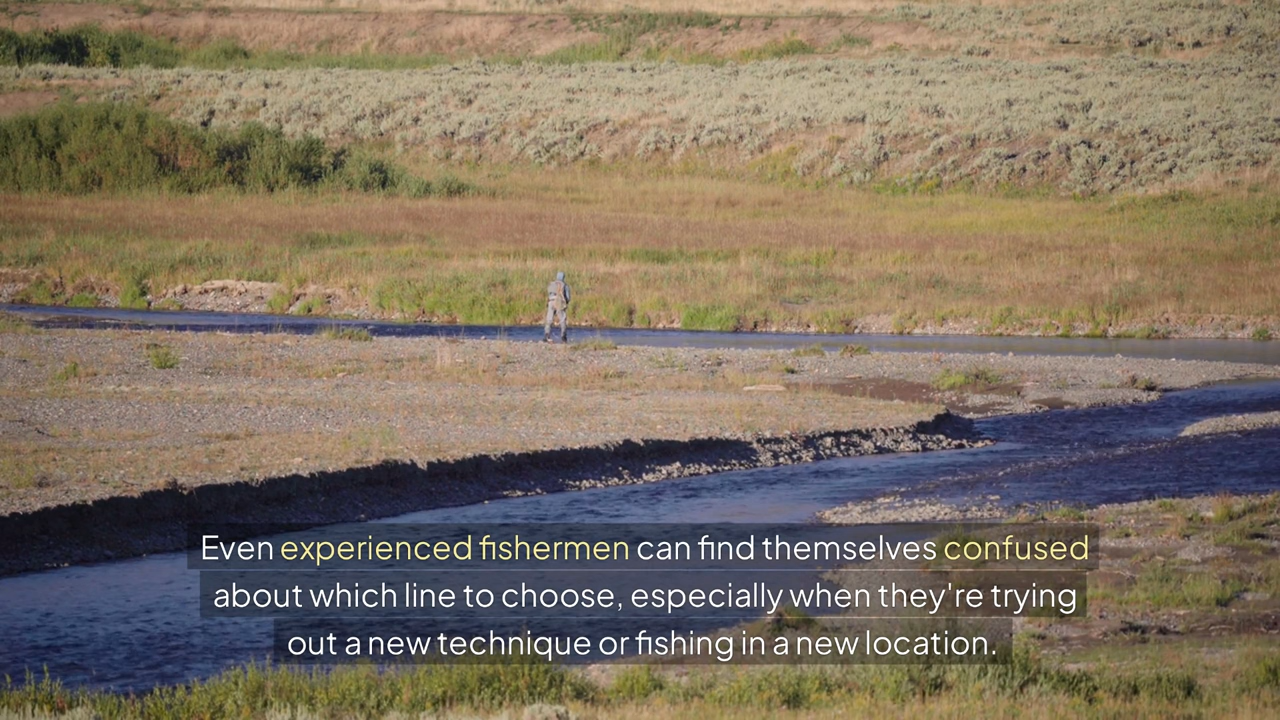 Even experienced fishermen can find themselves confused
about which line to choose, especially when they're trying
out a new technique or fishing in a new location.